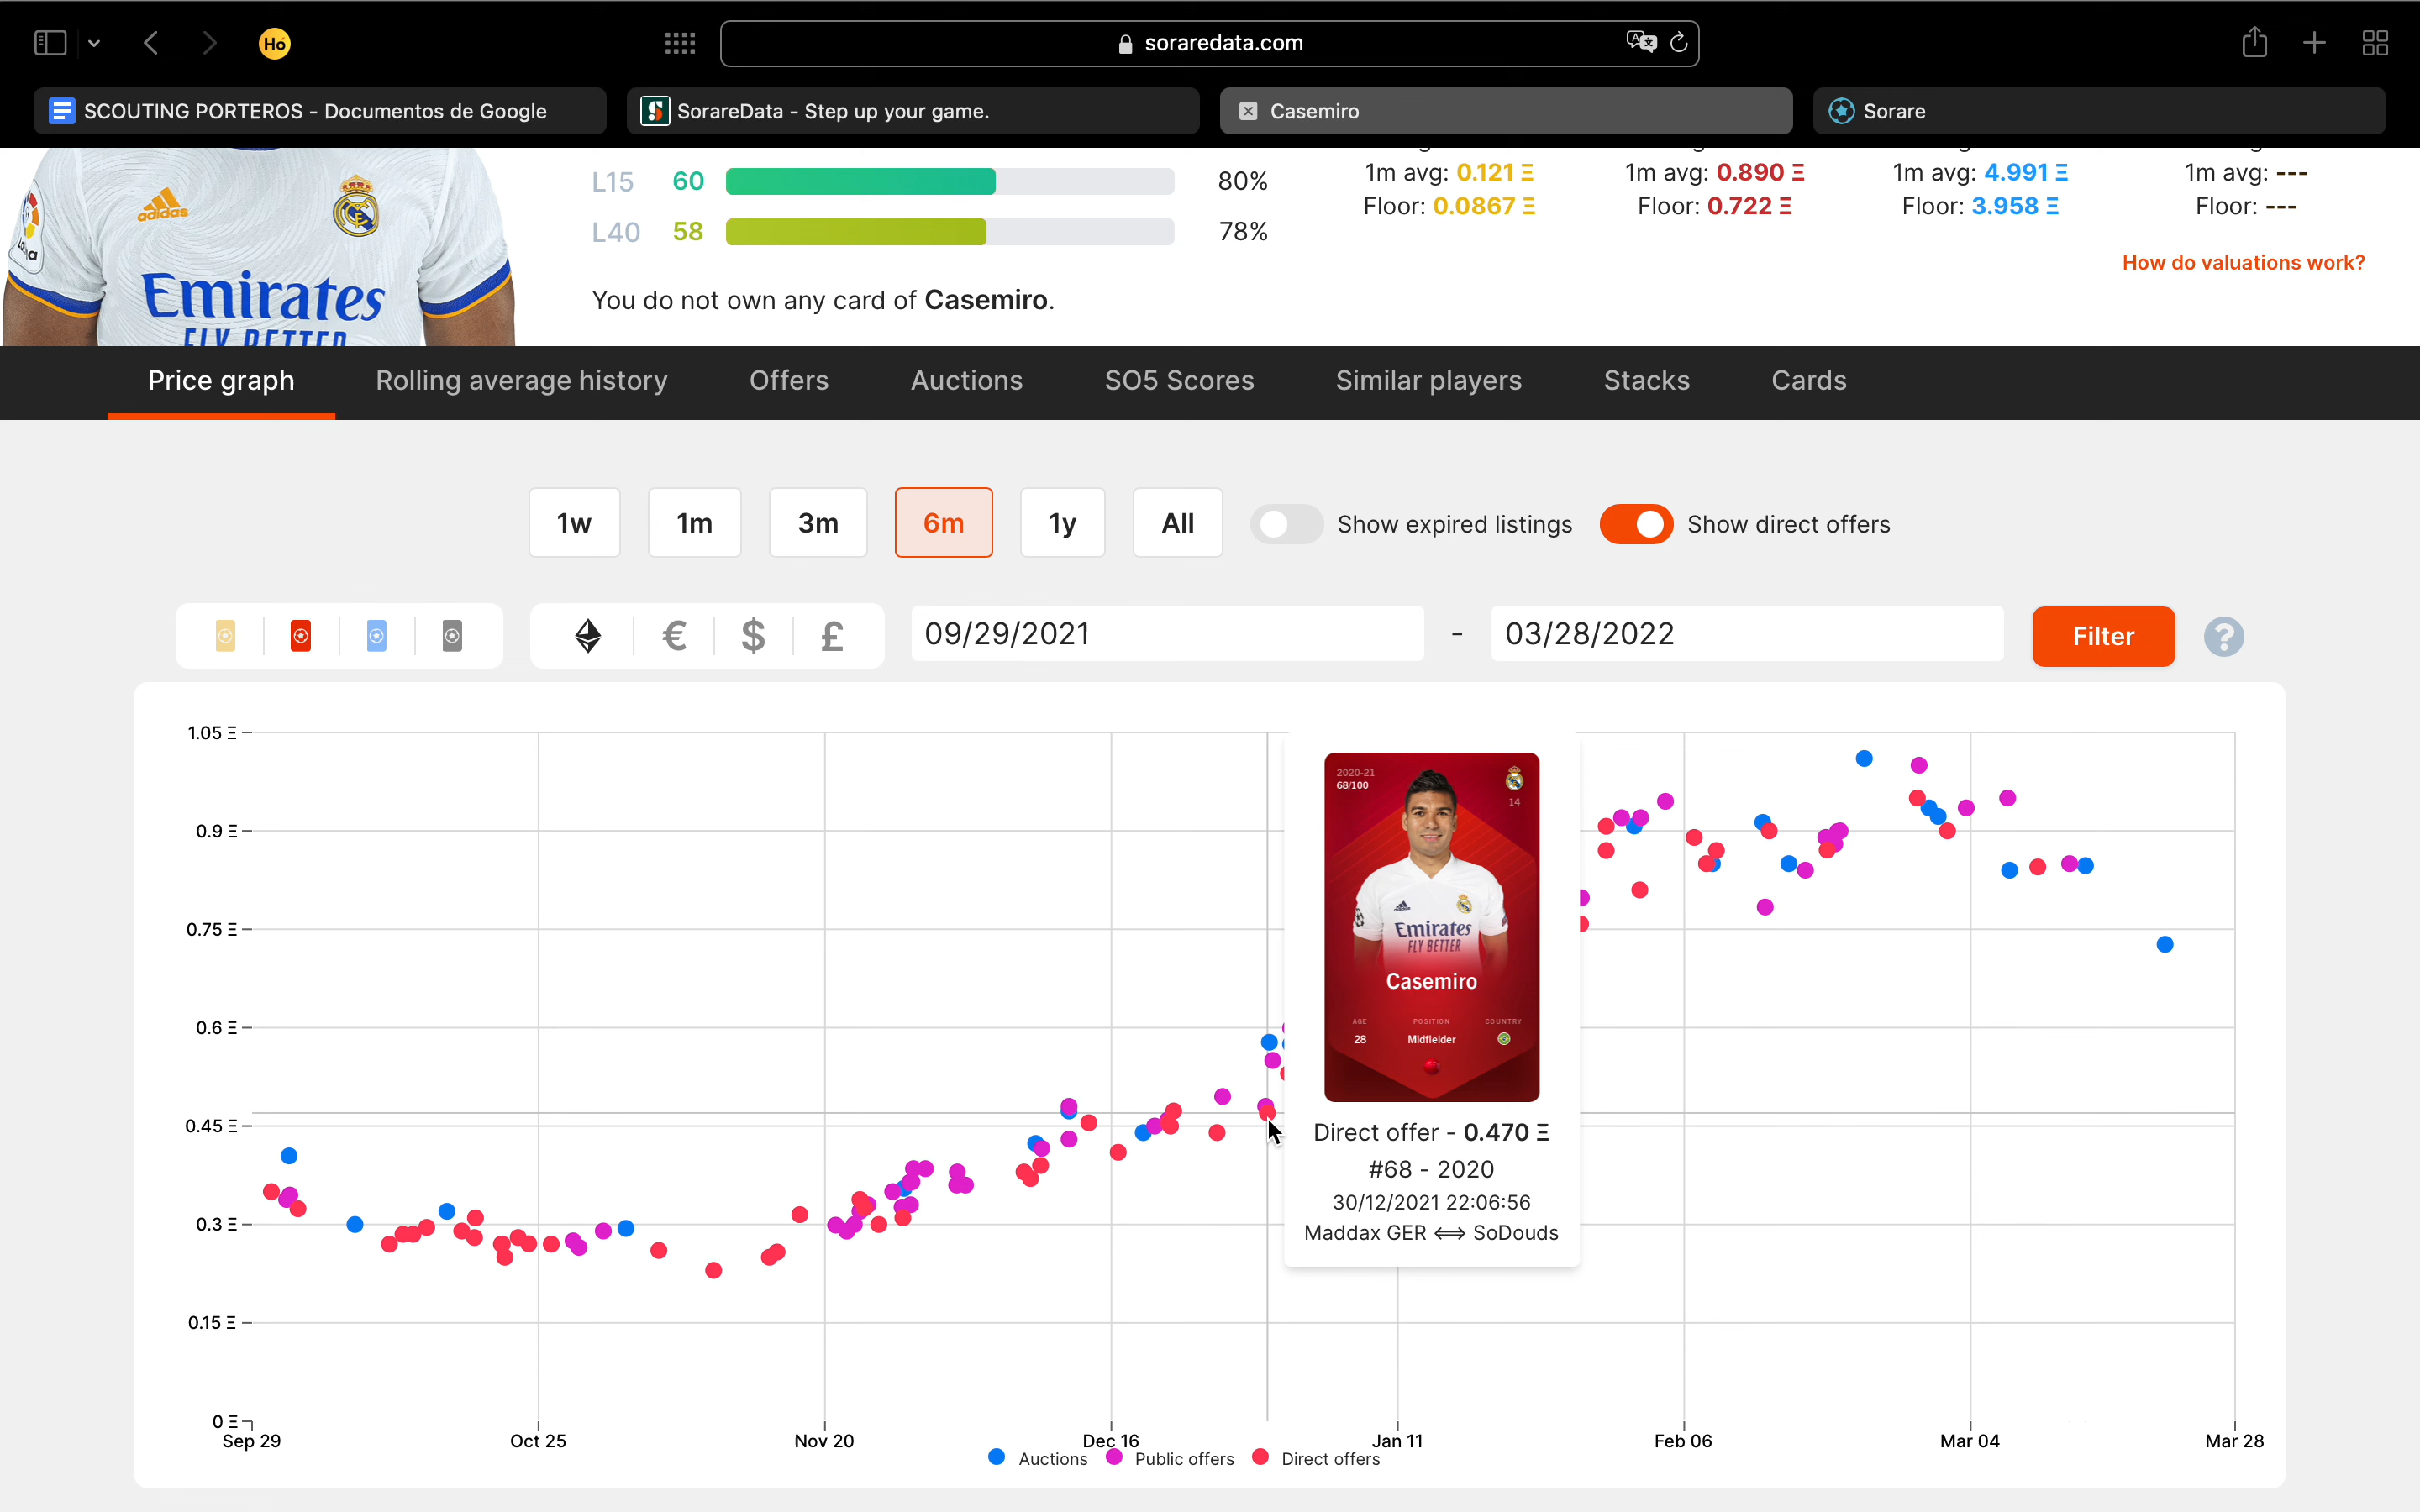 Hó
soraredata.com
SCOUTING PORTEROS - Documentos de Google
SorareData - Step up your game.
Casemiro
Sorare
adidas
Emirates
FLY BETTER
L15 60 80%
L40 58 78%
You do not own any card of Casemiro.
1m avg: 0.121 Ξ
Floor: 0.0867 Ξ
1m avg: 0.890 Ξ
Floor: 0.722 Ξ
1m avg: 4.991 Ξ
Floor: 3.958 Ξ
1m avg: ---
Floor: ---
How do valuations work?
Price graph Rolling average history Offers Auctions SO5 Scores Similar players Stacks Cards
1w 1m 3m 6m 1y All Show expired listings Show direct offers
€ $ £ 09/29/2021 - 03/28/2022 Filter ?
1.05 Ξ
0.9 Ξ
0.75 Ξ
0.6 Ξ
0.45 Ξ
0.3 Ξ
0.15 Ξ
0 Ξ
2020-21
68/100
14
Emirates
FLY BETTER
Casemiro
AGE POSITION COUNTRY
28 Midfielder
Direct offer - 0.470 Ξ
#68 - 2020
30/12/2021 22:06:56
Maddax GER ⟺ SoDouds
Sep 29 Oct 25 Nov 20 Dec 16 Jan 11 Feb 06 Mar 04 Mar 28
Auctions Public offers Direct offers